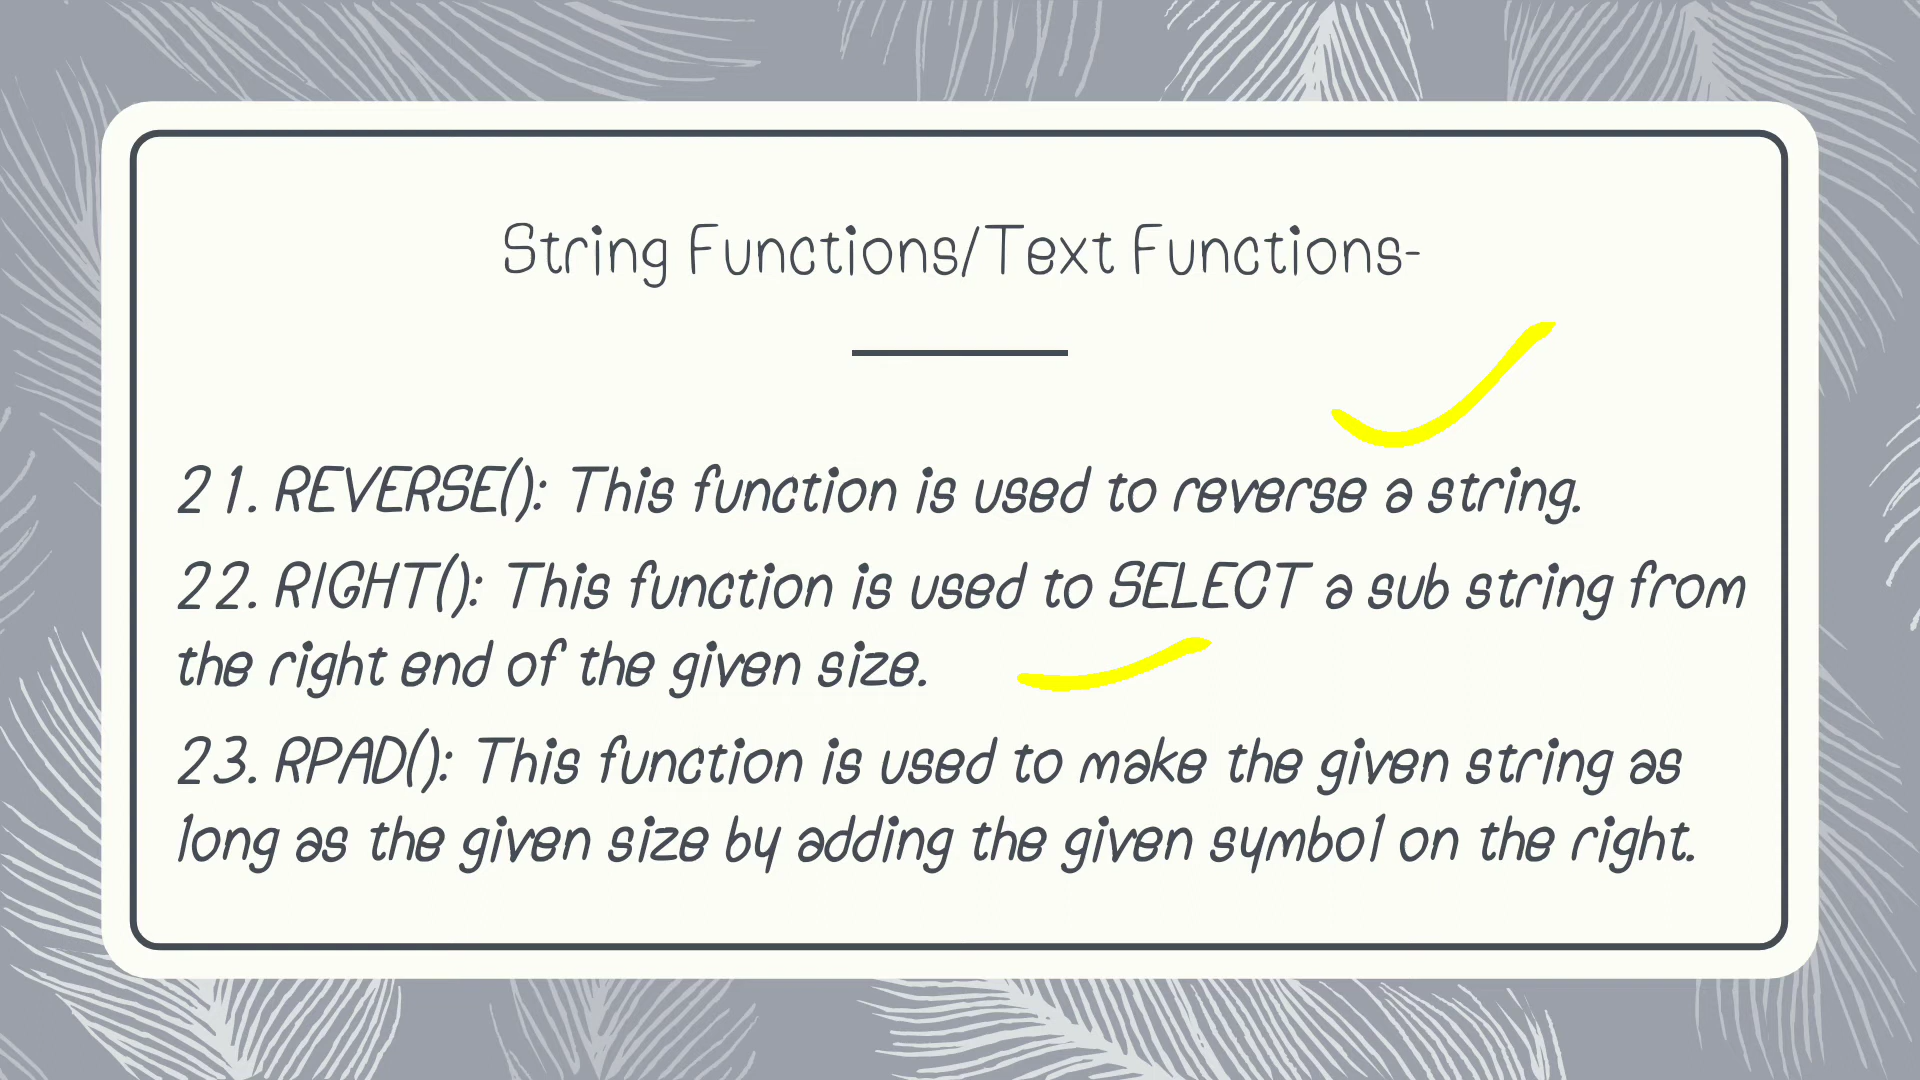 String Functions/Text Functions-
21. REVERSE(): This function is used to reverse a string.
22. RIGHT(): This function is used to SELECT a sub string from
the right end of the given size.
23. RPAD(): This function is used to make the given string as
long as the given size by adding the given symbol on the right.